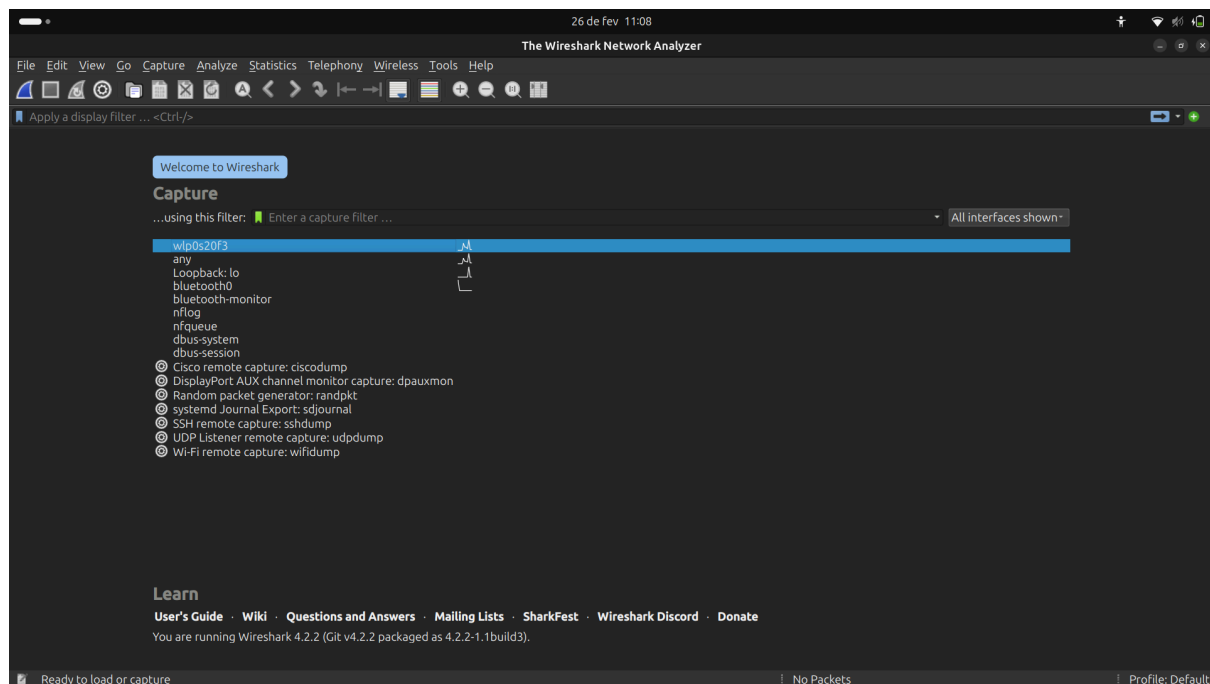 26 de fev 11:08
The Wireshark Network Analyzer
File Edit View Go Capture Analyze Statistics Telephony Wireless Tools Help
Apply a display filter ... <Ctrl-/>
Welcome to Wireshark
Capture
...using this filter: Enter a capture filter ... All interfaces shown
wlp0s20f3
any
Loopback: lo
bluetooth0
bluetooth-monitor
nflog
nfqueue
dbus-system
dbus-session
Cisco remote capture: ciscodump
DisplayPort AUX channel monitor capture: dpauxmon
Random packet generator: randpkt
systemd Journal Export: sdjournal
SSH remote capture: sshdump
UDP Listener remote capture: udpdump
Wi-Fi remote capture: wifidump
Learn
User's Guide · Wiki · Questions and Answers · Mailing Lists · SharkFest · Wireshark Discord · Donate
You are running Wireshark 4.2.2 (Git v4.2.2 packaged as 4.2.2-1.1build3).
Ready to load or capture No Packets Profile: Default